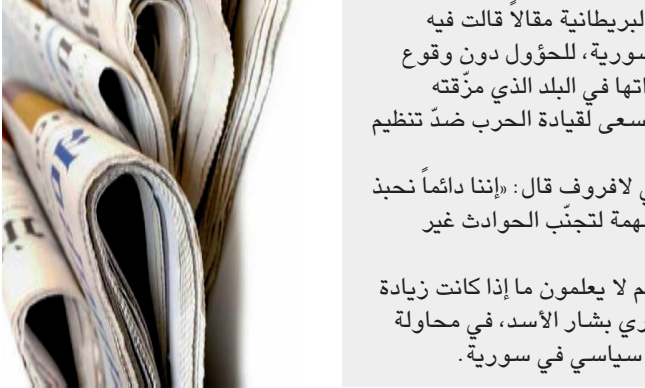 البريطانية مقالاً قالت فيه
سورية، للحؤول دون وقوع
اتها في البلد الذي مزّقته
سعى لقيادة الحرب ضدّ تنظيم
لافروف قال: «إننا دائماً نحبذ
همة لتجنّب الحوادث غير
م لا يعلمون ما إذا كانت زيادة
ري بشار الأسد، في محاولة
سياسي في سورية.